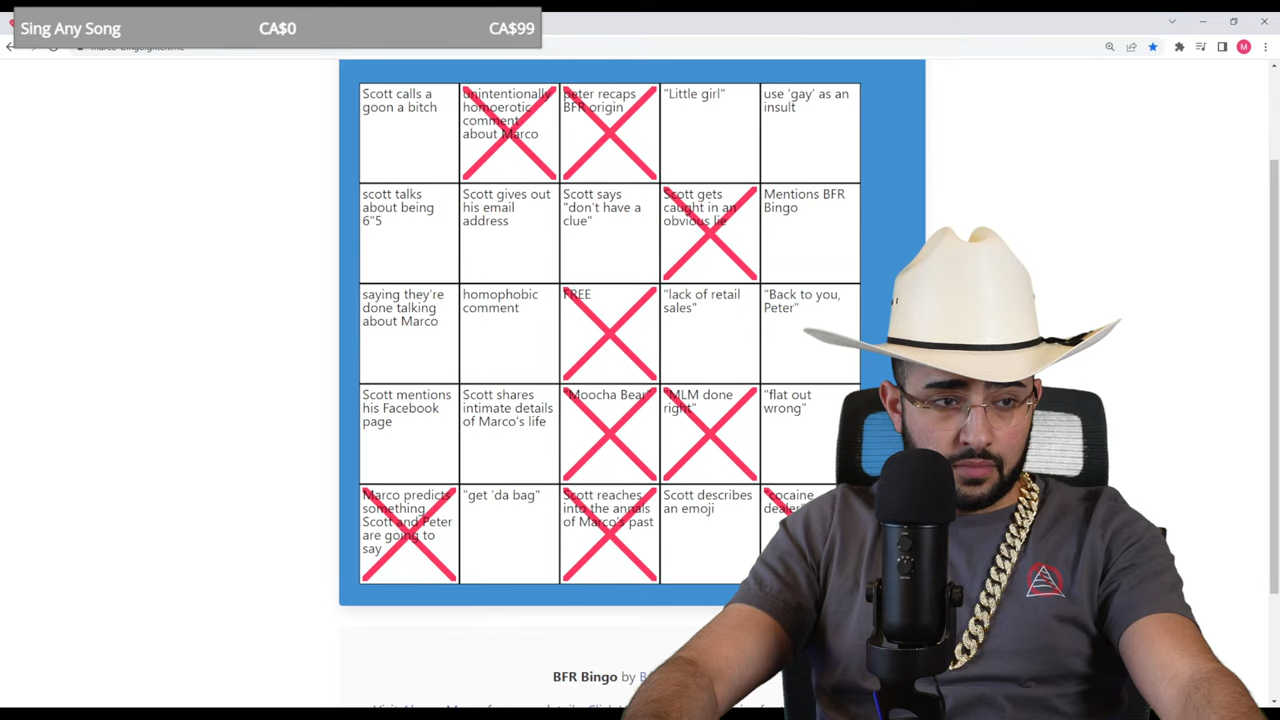 Sing Any Song CA$0 CA$99
Scott calls a
goon a bitch
unintentionally
homoerotic
comment
about Marco
peter recaps
BFR origin
"Little girl"
use 'gay' as an
insult
scott talks
about being
6"5
Scott gives out
his email
address
Scott says
"don't have a
clue"
Scott gets
caught in an
obvious lie
Mentions BFR
Bingo
saying they're
done talking
about Marco
homophobic
comment
FREE
"lack of retail
sales"
"Back to you,
Peter"
Scott mentions
his Facebook
page
Scott shares
intimate details
of Marco's life
"Moocha Bear"
"MLM done
right"
"flat out
wrong"
Marco predicts
something
Scott and Peter
are going to
say
"get 'da bag"
Scott reaches
into the annals
of Marco's past
Scott describes
an emoji
"cocaine
BFR Bingo by